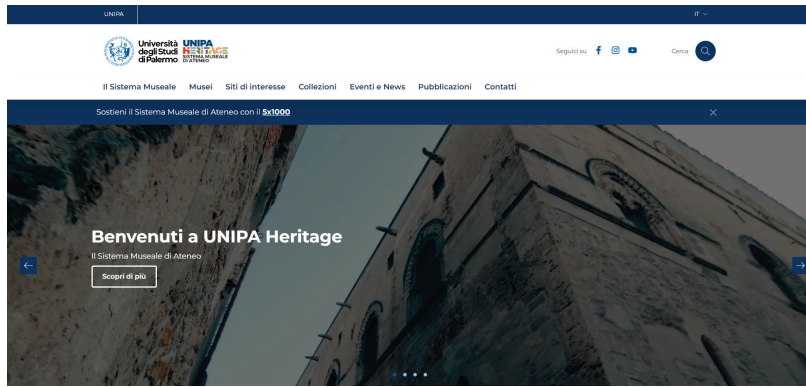 UNIPA
IT
Università
degli Studi
di Palermo
UNIPA
HERITAGE
SISTEMA MUSEALE
DI ATENEO
Seguici su
Cerca
Il Sistema Museale Musei Siti di interesse Collezioni Eventi e News Pubblicazioni Contatti
Sostieni il Sistema Museale di Ateneo con il 5x1000
Benvenuti a UNIPA Heritage
Il Sistema Museale di Ateneo
Scopri di più